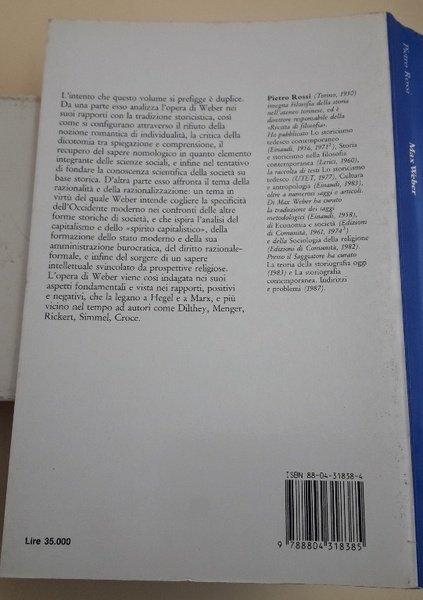 L'intento che questo volume si prefigge è duplice.
Da una parte esso analizza l'opera di Weber nei
suoi rapporti con la tradizione storicistica, così
come si configurano attraverso il rifiuto della
nozione romantica di individualità, la critica della
dicotomia tra spiegazione e comprensione, il
recupero del sapere nomologico in quanto elemento
integrante delle scienze sociali, e infine nel tentativo
di fondare la conoscenza scientifica della società su
base storica. D'altra parte esso affronta il tema della
razionalità e della razionalizzazione: un tema in
virtù del quale Weber intende cogliere la specificità
dell'Occidente moderno nei confronti delle altre
forme storiche di società, e che ispira l'analisi del
capitalismo e dello «spirito capitalistico», della
formazione dello stato moderno e della sua
amministrazione burocratica, del diritto razionale-
formale, e infine del sorgere di un sapere
intellettuale svincolato da prospettive religiose.
L'opera di Weber viene così indagata nei suoi
aspetti fondamentali e vista nei rapporti, positivi
e negativi, che la legano a Hegel e a Marx, e più
vicino nel tempo ad autori come Dilthey, Menger,
Rickert, Simmel, Croce.
Pietro Rossi (Torino, 1930)
insegna Filosofia della storia
nell'ateneo torinese, ed è
direttore responsabile della
«Rivista di filosofia».
Ha pubblicato Lo storicismo
tedesco contemporaneo
(Einaudi, 1956, 1971²), Storia
e storicismo nella filosofia
contemporanea (Lerici, 1960),
la raccolta di testi Lo storicismo
tedesco (UTET, 1977), Cultura
e antropologia (Einaudi, 1983);
oltre a numerosi saggi e articoli.
Di Max Weber ha curato
la traduzione dei saggi
metodologici (Einaudi, 1958),
di Economia e società (Edizioni
di Comunità, 1961, 1974²)
e della Sociologia della religione
(Edizioni di Comunità, 1982).
Presso il Saggiatore ha curato
La teoria della storiografia oggi
(1983) e La storiografia
contemporanea. Indirizzi
e problemi (1987).
Pietro Rossi
Max Weber
ISBN 88-04-31838-4
9 788804 318385
Lire 35.000